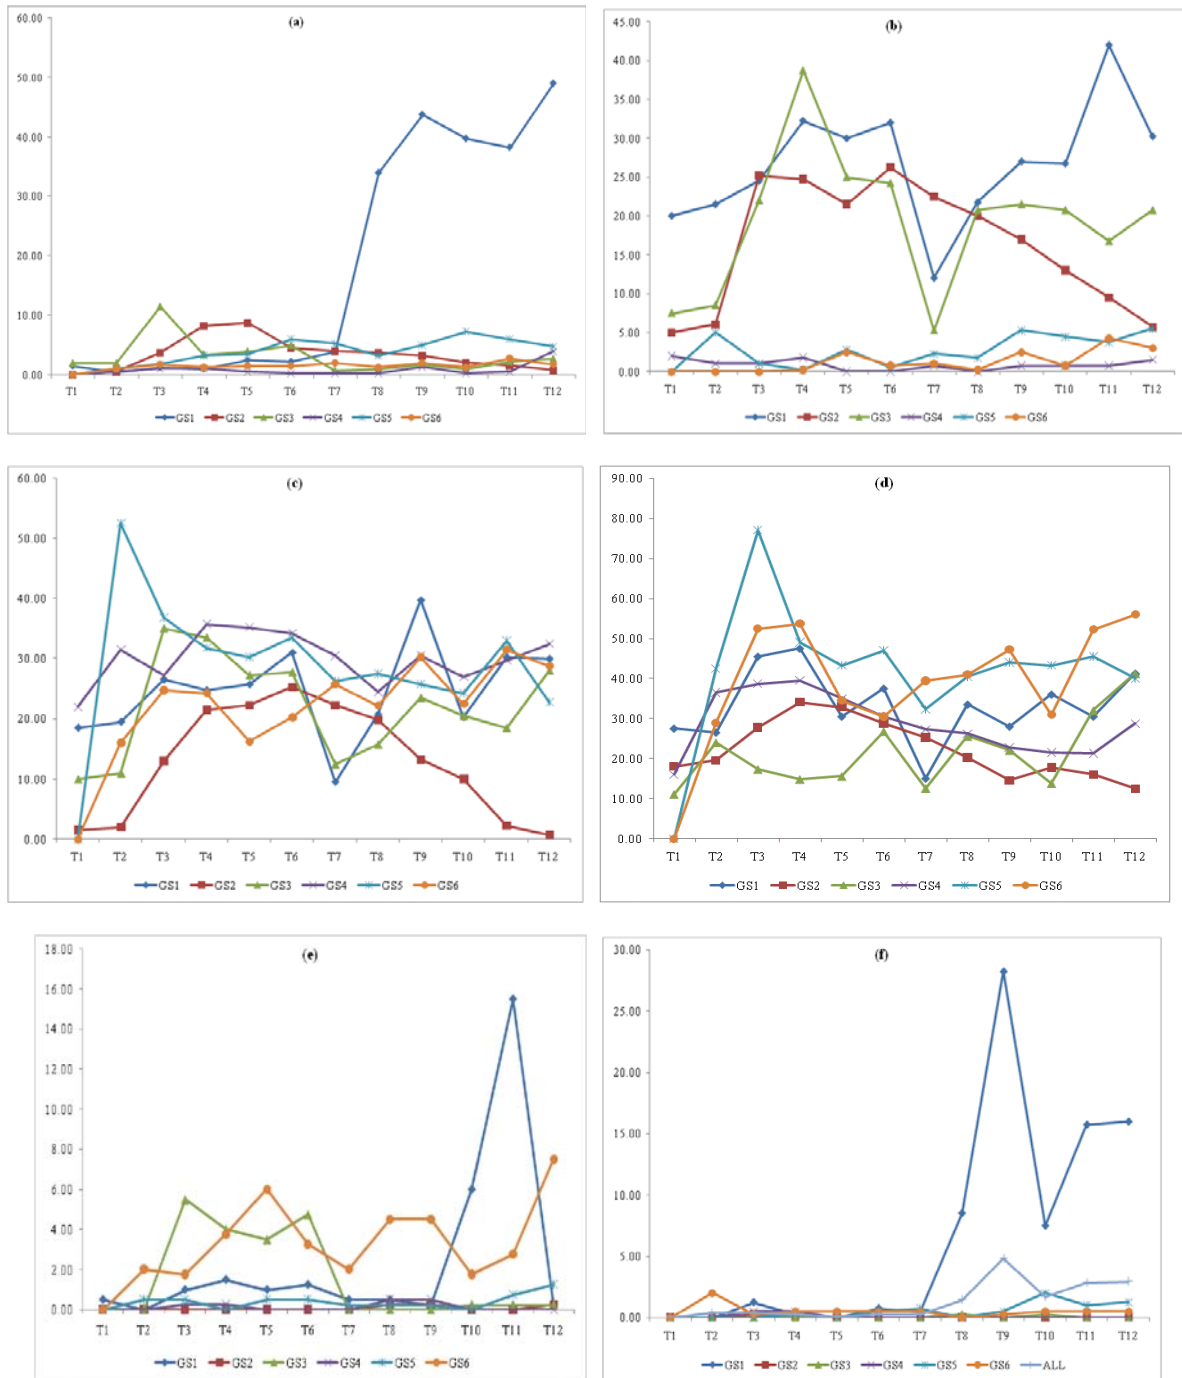 (a)
60.00
50.00
40.00
30.00
20.00
10.00
0.00
T1 T2 T3 T4 T5 T6 T7 T8 T9 T10 T11 T12
GS1 GS2 GS3 GS4 GS5 GS6
(b)
45.00
40.00
35.00
30.00
25.00
20.00
15.00
10.00
5.00
0.00
T1 T2 T3 T4 T5 T6 T7 T8 T9 T10 T11 T12
GS1 GS2 GS3 GS4 GS5 GS6
(c)
60.00
50.00
40.00
30.00
20.00
10.00
0.00
T1 T2 T3 T4 T5 T6 T7 T8 T9 T10 T11 T12
GS1 GS2 GS3 GS4 GS5 GS6
(d)
90.00
80.00
70.00
60.00
50.00
40.00
30.00
20.00
10.00
0.00
T1 T2 T3 T4 T5 T6 T7 T8 T9 T10 T11 T12
GS1 GS2 GS3 GS4 GS5 GS6
(e)
18.00
16.00
14.00
12.00
10.00
8.00
6.00
4.00
2.00
0.00
T1 T2 T3 T4 T5 T6 T7 T8 T9 T10 T11 T12
GS1 GS2 GS3 GS4 GS5 GS6
(f)
30.00
25.00
20.00
15.00
10.00
5.00
0.00
T1 T2 T3 T4 T5 T6 T7 T8 T9 T10 T11 T12
GS1 GS2 GS3 GS4 GS5 GS6 ALL